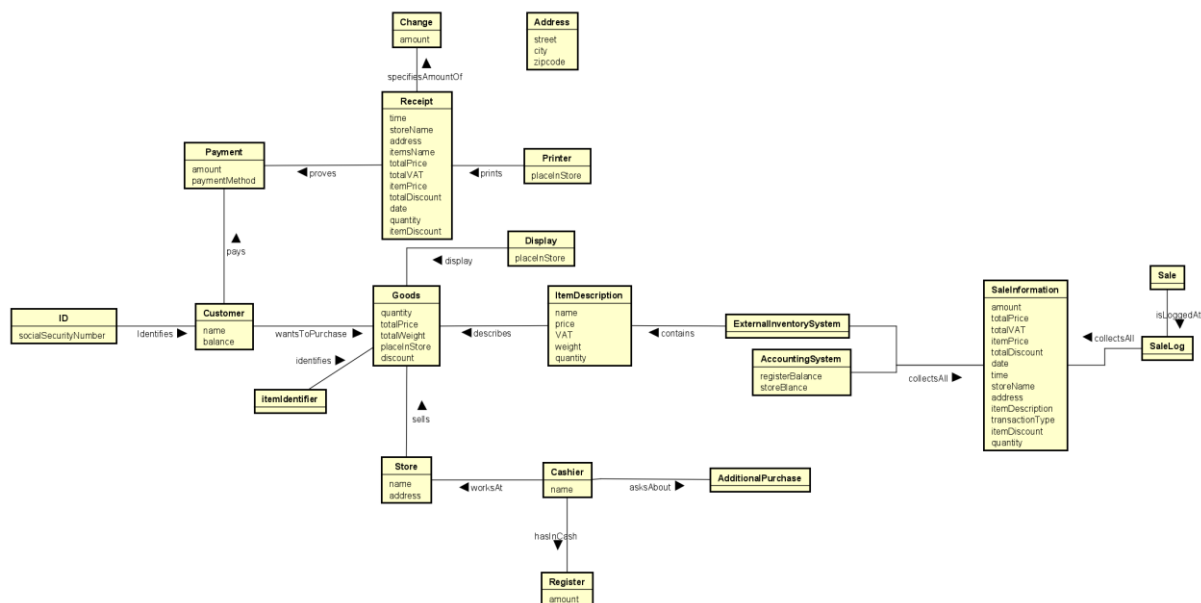 Change
amount
Address
street
city
zipcode
specifiesAmountOf
Receipt
time
storeName
address
itemsName
totalPrice
totalVAT
itemPrice
totalDiscount
date
quantity
itemDiscount
Payment
amount
paymentMethod
proves
Printer
placeInStore
prints
pays
Display
placeInStore
display
ID
socialSecurityNumber
Identifies
Customer
name
balance
wantsToPurchase
Goods
quantity
totalPrice
totalWeight
placeInStore
discount
identifies
itemIdentifier
describes
ItemDescription
name
price
VAT
weight
quantity
contains
ExternalInventorySystem
AccountingSystem
registerBalance
storeBlance
collectsAll
SaleInformation
amount
totalPrice
totalVAT
itemPrice
totalDiscount
date
time
storeName
address
itemDescription
transactionType
itemDiscount
quantity
Sale
isLoggedAt
collectsAll
SaleLog
sells
Store
name
address
worksAt
Cashier
name
asksAbout
AdditionalPurchase
hasInCash
Register
amount